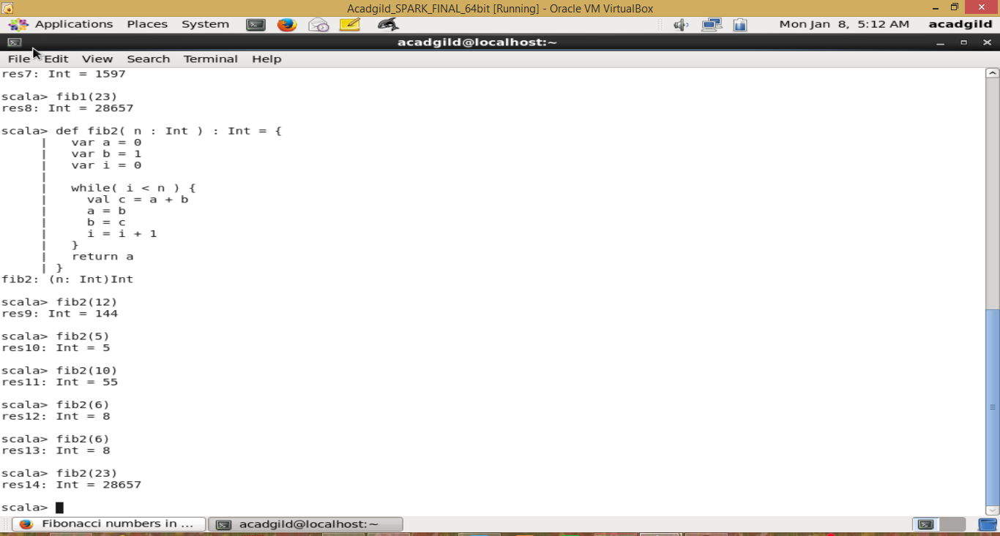 Acadgild_SPARK_FINAL_64bit [Running] - Oracle VM VirtualBox
Applications Places System Mon Jan 8, 5:12 AM acadgild
acadgild@localhost:~
File Edit View Search Terminal Help
res7: Int = 1597
scala> fib1(23)
res8: Int = 28657
scala> def fib2( n : Int ) : Int = {
| var a = 0
| var b = 1
| var i = 0
|
| while( i < n ) {
| val c = a + b
| a = b
| b = c
| i = i + 1
| }
| return a
| }
fib2: (n: Int)Int
scala> fib2(12)
res9: Int = 144
scala> fib2(5)
res10: Int = 5
scala> fib2(10)
res11: Int = 55
scala> fib2(6)
res12: Int = 8
scala> fib2(6)
res13: Int = 8
scala> fib2(23)
res14: Int = 28657
scala>
Fibonacci numbers in ... acadgild@localhost:~